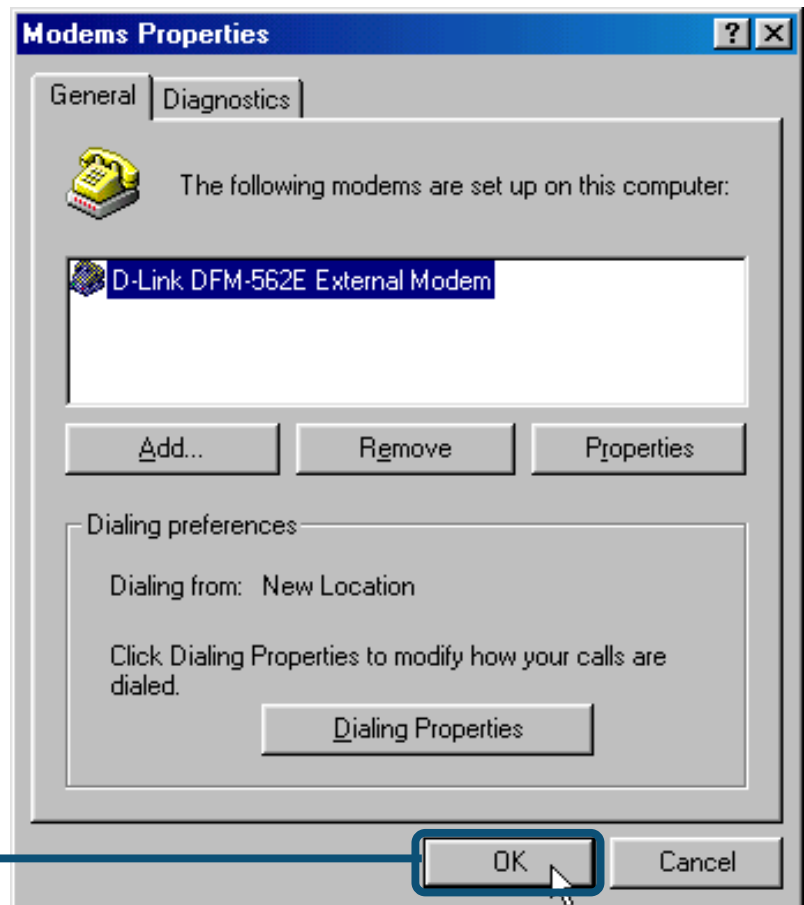 Modems Properties
General Diagnostics
The following modems are set up on this computer:
D-Link DFM-562E External Modem
Add... Remove Properties
Dialing preferences
Dialing from: New Location
Click Dialing Properties to modify how your calls are
dialed.
Dialing Properties
OK Cancel